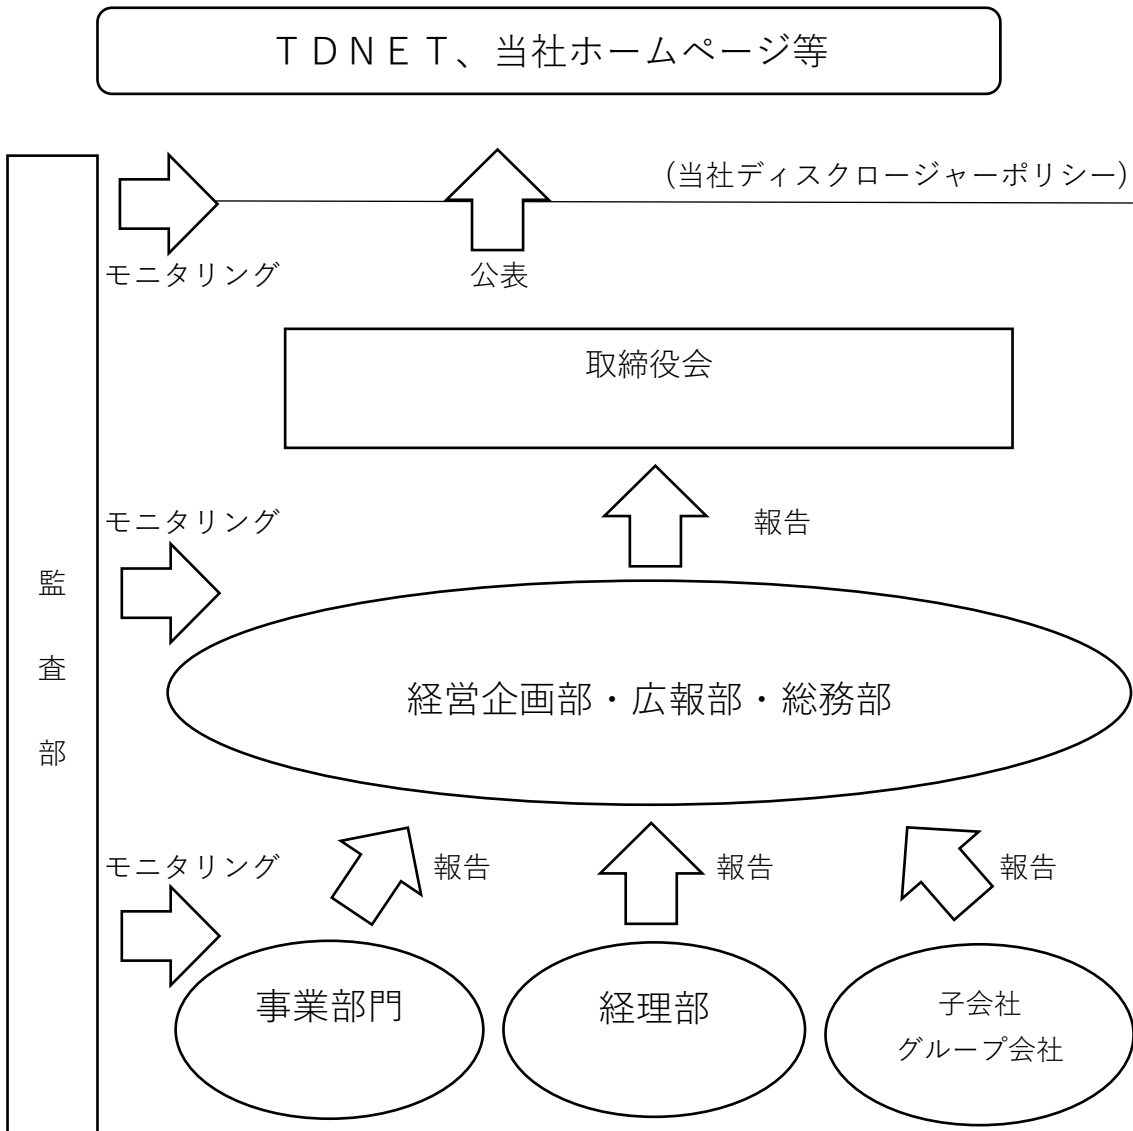 ＴＤＮＥＴ、当社ホームページ等
(当社ディスクロージャーポリシー)
モニタリング
公表
取締役会
モニタリング
報告
監査部
経営企画部・広報部・総務部
モニタリング
報告
報告
報告
事業部門
経理部
子会社
グループ会社